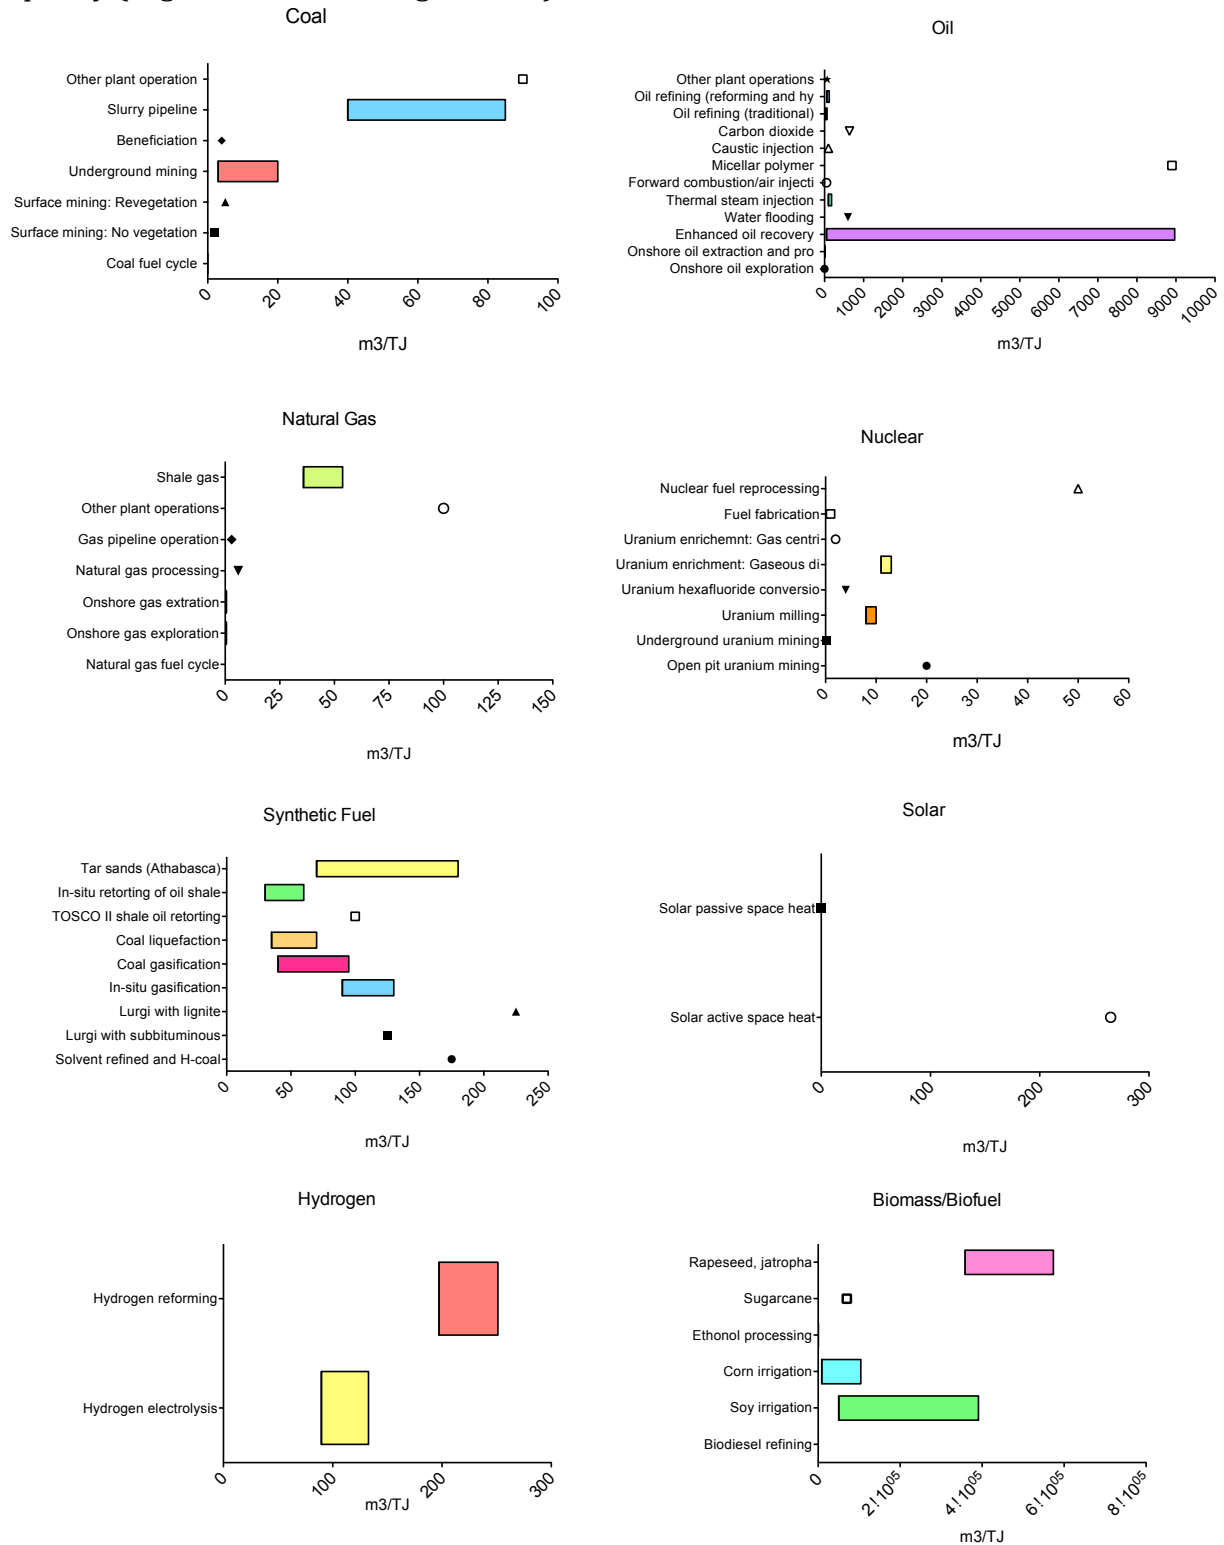 Coal
Other plant operation
Slurry pipeline
Beneficiation
Underground mining
Surface mining: Revegetation
Surface mining: No vegetation
Coal fuel cycle
0 20 40 60 80 100
m3/TJ
Oil
Other plant operations
Oil refining (reforming and hy
Oil refining (traditional)
Carbon dioxide
Caustic injection
Micellar polymer
Forward combustion/air injecti
Thermal steam injection
Water flooding
Enhanced oil recovery
Onshore oil extraction and pro
Onshore oil exploration
0 1000 2000 3000 4000 5000 6000 7000 8000 9000 10000
m3/TJ
Natural Gas
Shale gas
Other plant operations
Gas pipeline operation
Natural gas processing
Onshore gas extration
Onshore gas exploration
Natural gas fuel cycle
0 25 50 75 100 125 150
m3/TJ
Nuclear
Nuclear fuel reprocessing
Fuel fabrication
Uranium enrichemnt: Gas centri
Uranium enrichment: Gaseous di
Uranium hexafluoride conversio
Uranium milling
Underground uranium mining
Open pit uranium mining
0 10 20 30 40 50 60
m3/TJ
Synthetic Fuel
Tar sands (Athabasca)
In-situ retorting of oil shale
TOSCO II shale oil retorting
Coal liquefaction
Coal gasification
In-situ gasification
Lurgi with lignite
Lurgi with subbituminous
Solvent refined and H-coal
0 50 100 150 200 250
m3/TJ
Solar
Solar passive space heat
Solar active space heat
0 100 200 300
m3/TJ
Hydrogen
Hydrogen reforming
Hydrogen electrolysis
0 100 200 300
m3/TJ
Biomass/Biofuel
Rapeseed, jatropha
Sugarcane
Ethonol processing
Corn irrigation
Soy irrigation
Biodiesel refining
0 2!10^05 4!10^05 6!10^05 8!10^05
m3/TJ